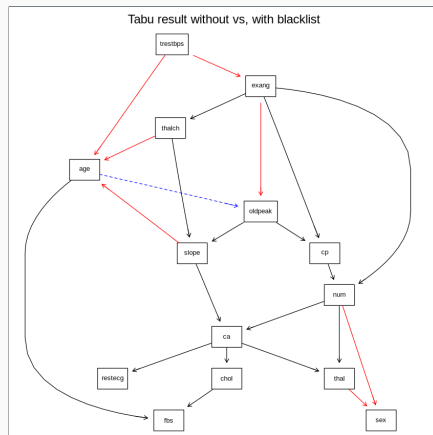 Tabu result without vs, with blacklist
trestbps
exang
thalch
age
oldpeak
slope
cp
num
ca
restecg
chol
thal
fbs
sex